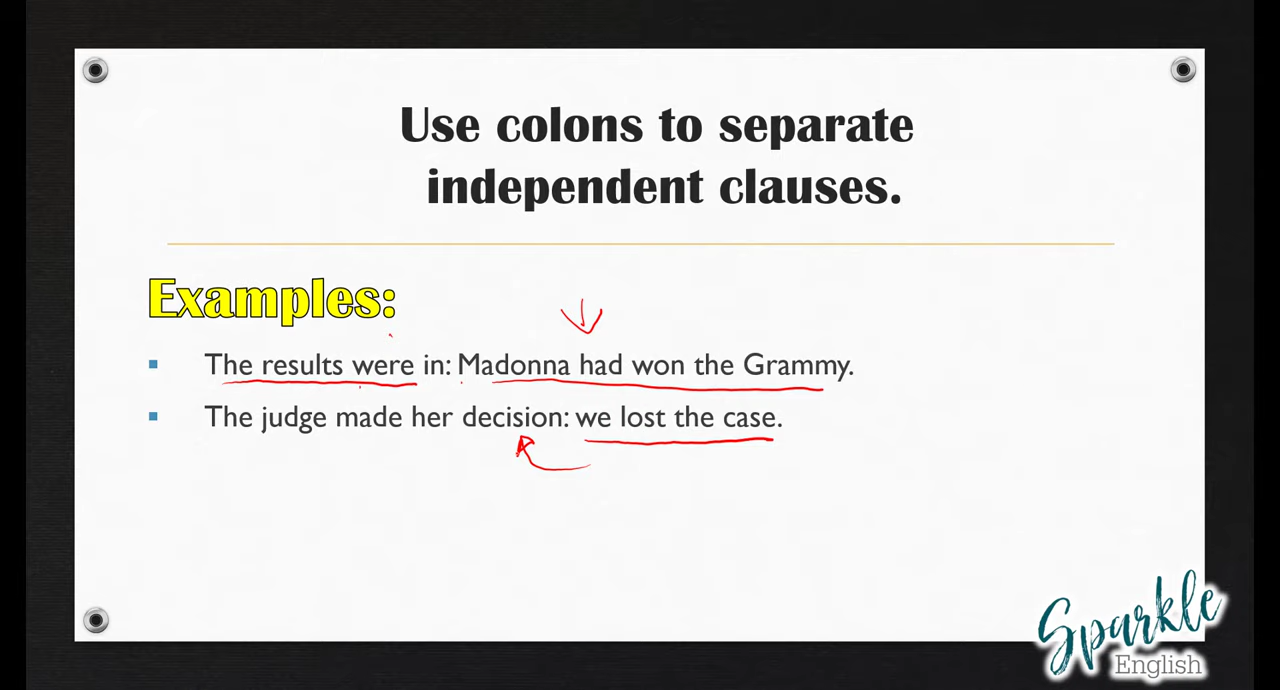 Use colons to separate
independent clauses.
Examples:
The results were in: Madonna had won the Grammy.
The judge made her decision: we lost the case.
Sparkle
English